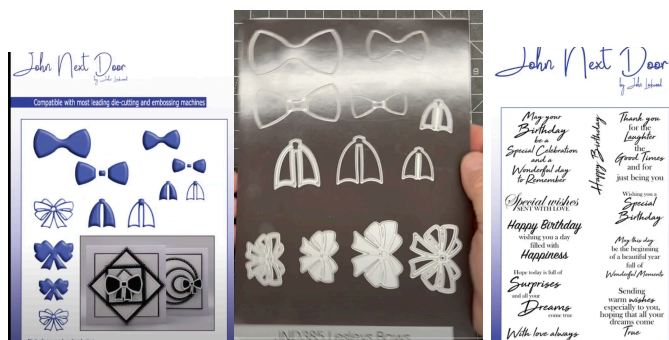 John Next Door
by John Lockwood
Compatible with most leading die-cutting and embossing machines
JND385 Lesleys Bows
John Next Door
by John Lockwood
May your
Birthday
be a
Special Celebration
and a
Wonderful day
to Remember
Happy Birthday
Thank you
for the
Laughter
the
Good Times
and for
just being you
Special wishes
SENT WITH LOVE
Wishing you a
Special
Birthday
Happy Birthday
wishing you a day
filled with
Happiness
May this day
be the beginning
of a beautiful year
full of
Wonderful Moments
Hope today is full of
Surprises
and all your
Dreams
come true
Sending
warm wishes
especially to you,
hoping that all your
dreams come
True
With love always